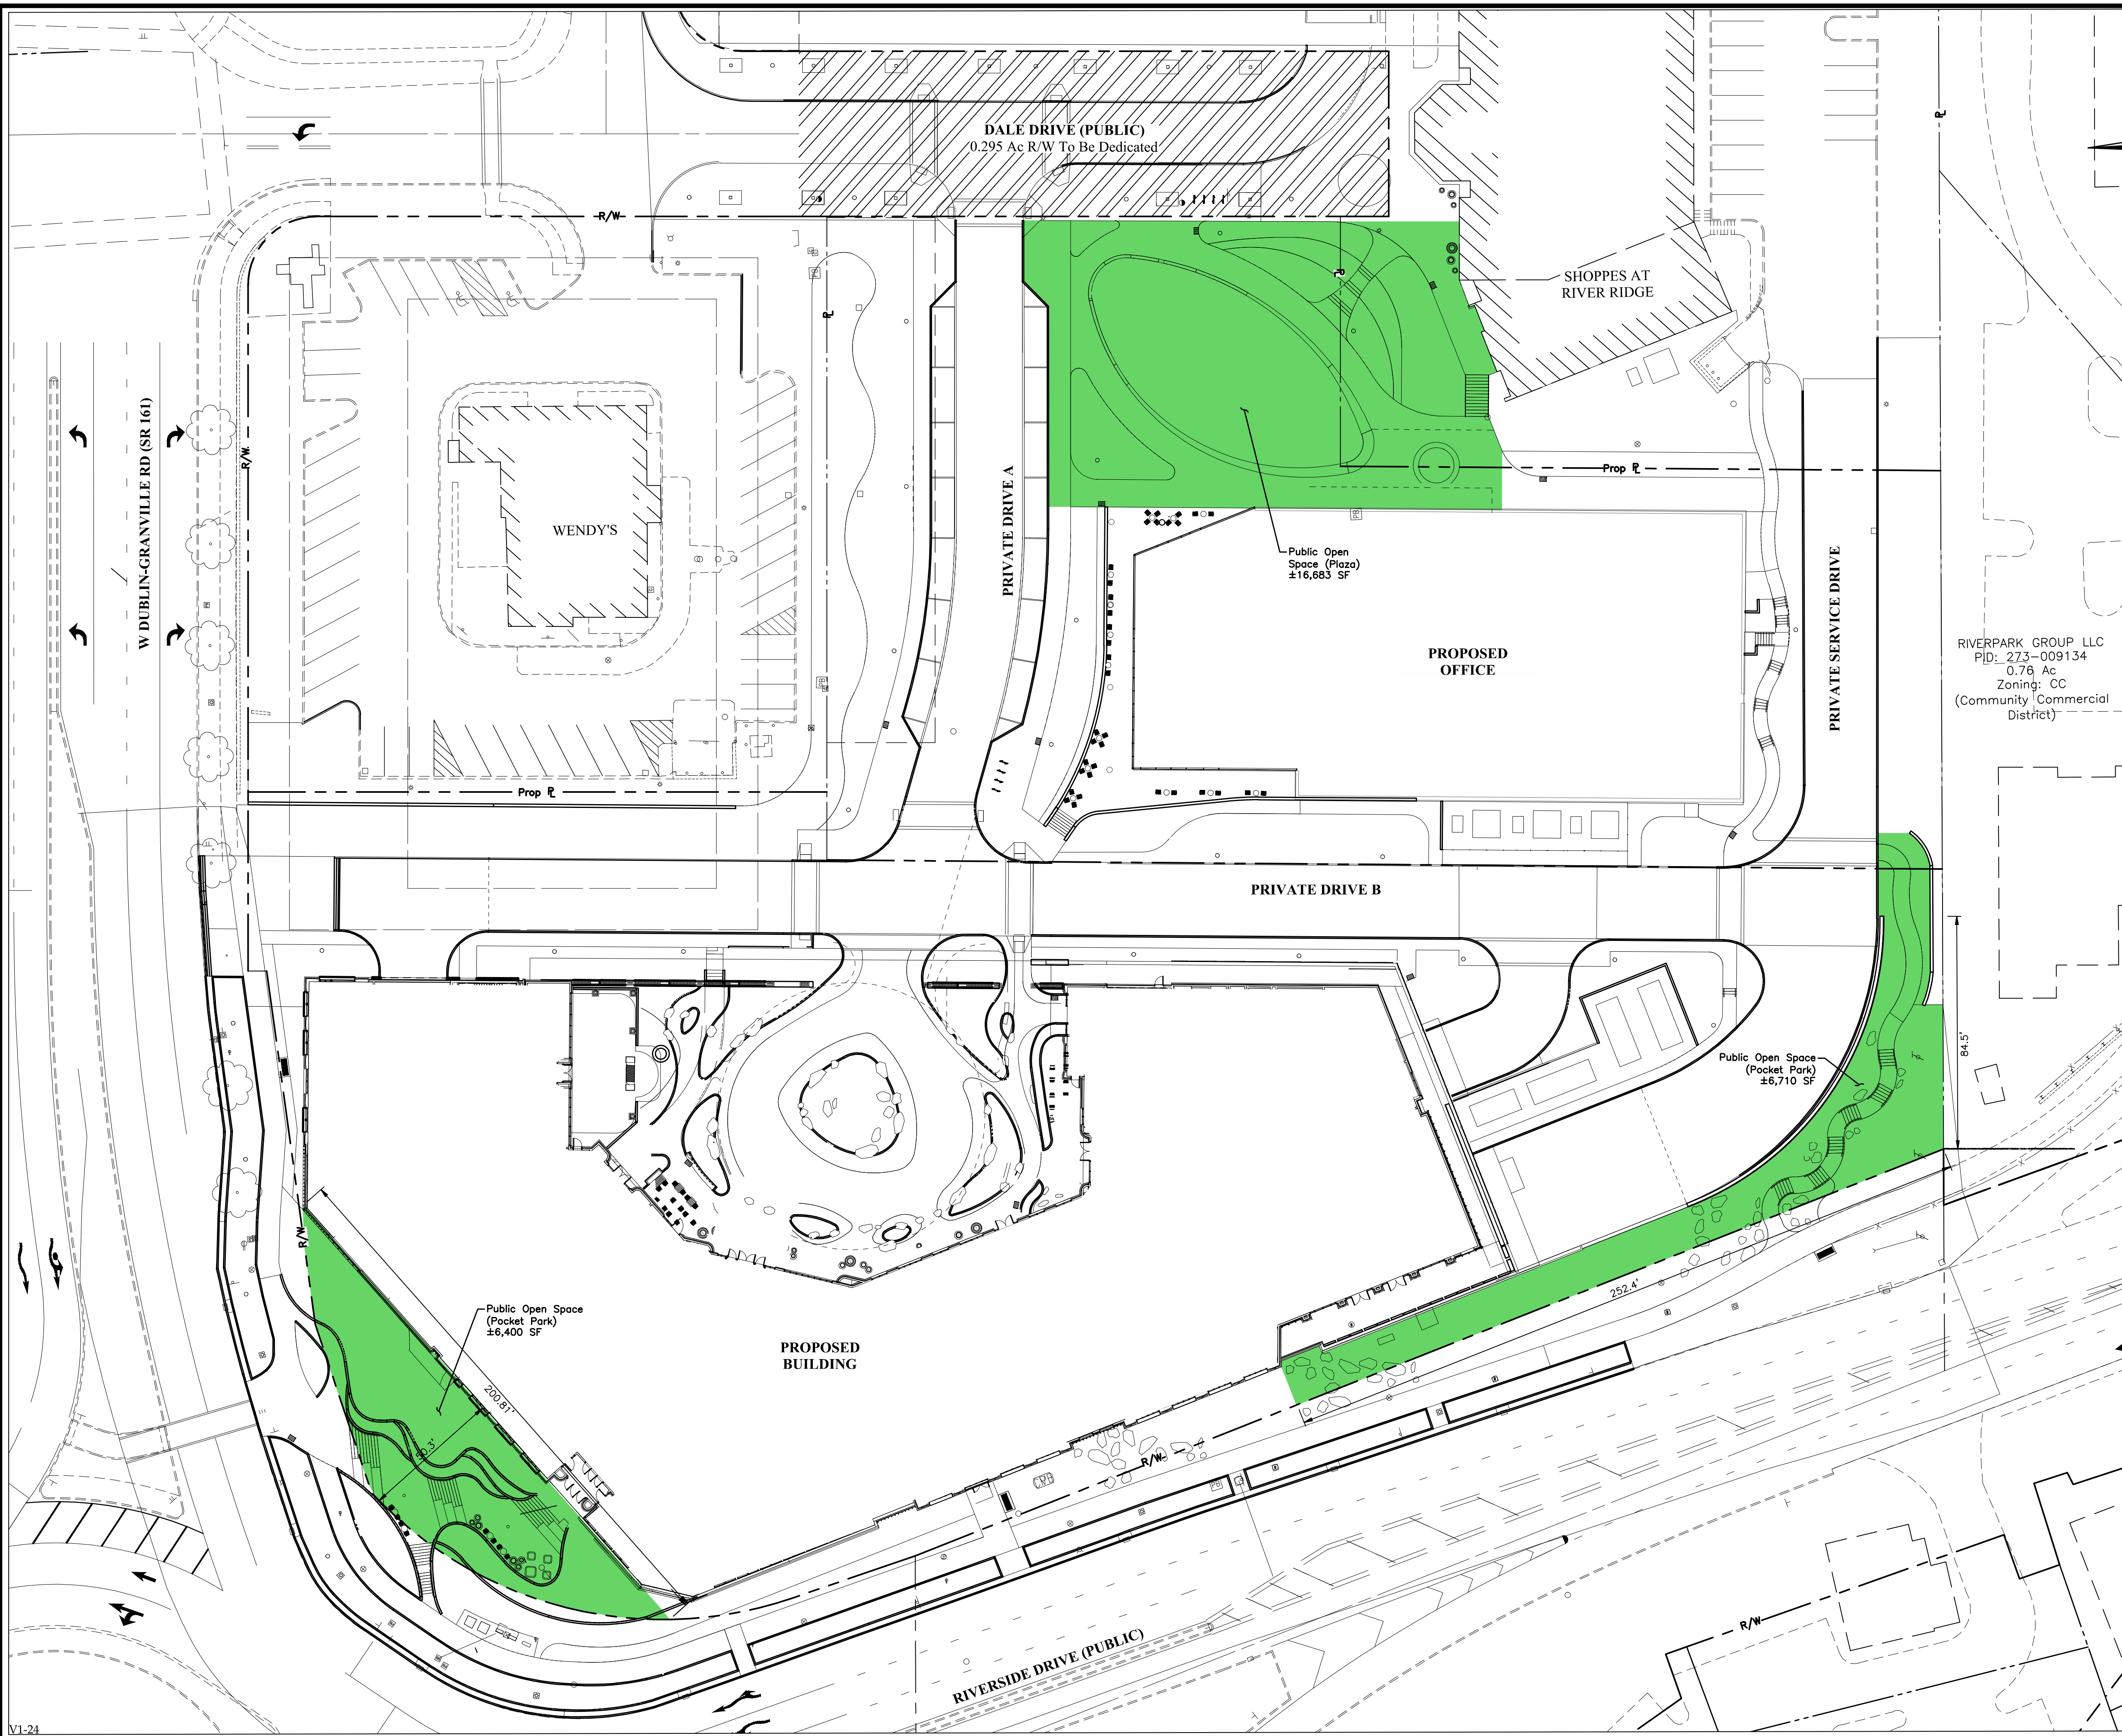 DALE DRIVE (PUBLIC)
0.295 Ac R/W To Be Dedicated
R/W
SHOPPES AT
RIVER RIDGE
W DUBLIN-GRANVILLE RD (SR 161)
R/W
WENDY'S
PRIVATE DRIVE A
Prop PL
Public Open
Space (Plaza)
±16,683 SF
PROPOSED
OFFICE
PRIVATE SERVICE DRIVE
RIVERPARK GROUP LLC
PID: 273-009134
0.76 Ac
Zoning: CC
(Community Commercial
District)
Prop PL
PRIVATE DRIVE B
84.5'
Public Open Space
(Pocket Park)
±6,710 SF
R/W
252.4'
Public Open Space
(Pocket Park)
±6,400 SF
PROPOSED
BUILDING
200.81'
R/W
R/W
RIVERSIDE DRIVE (PUBLIC)
V1-24